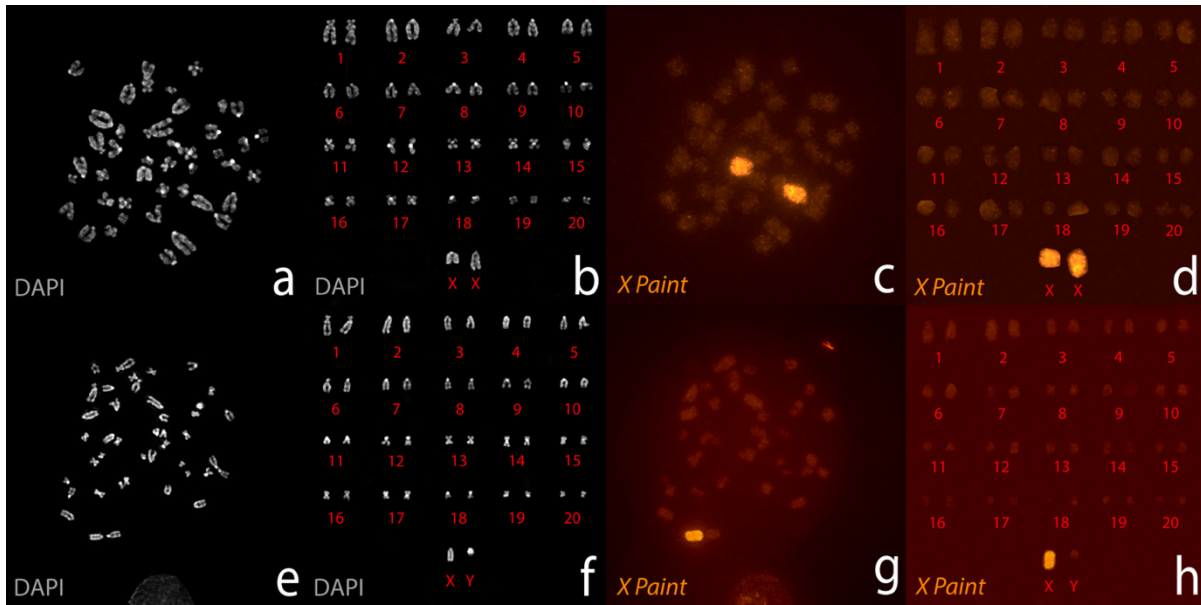 1 2 3 4 5
6 7 8 9 10
11 12 13 14 15
16 17 18 19 20
X X
DAPI a
DAPI b
X Paint c
1 2 3 4 5
6 7 8 9 10
11 12 13 14 15
16 17 18 19 20
X X
X Paint d
DAPI e
1 2 3 4 5
6 7 8 9 10
11 12 13 14 15
16 17 18 19 20
X Y
DAPI f
X Paint g
1 2 3 4 5
6 7 8 9 10
11 12 13 14 15
16 17 18 19 20
X Y
X Paint h